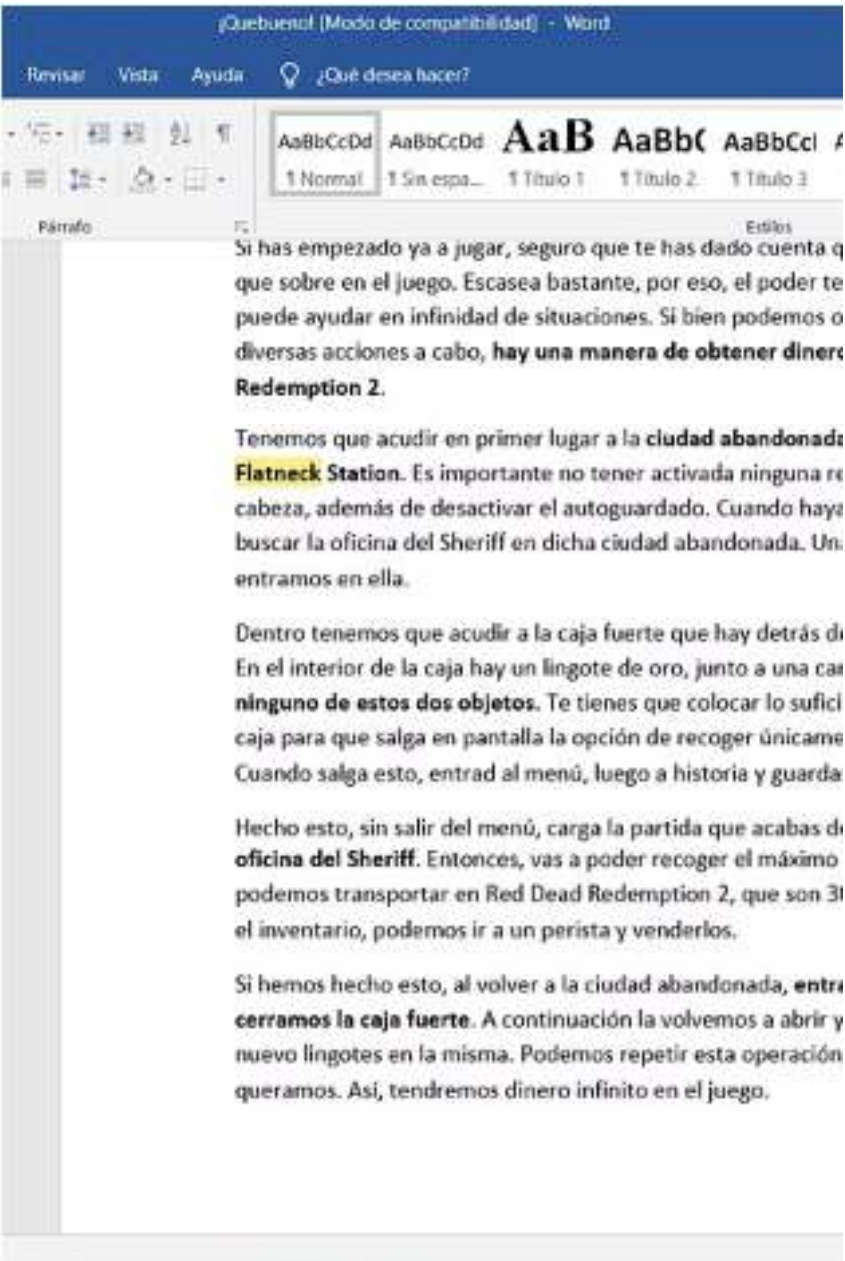 ¡Quebueno! [Modo de compatibilidad] - Word
Revisar Vista Ayuda ¿Qué desea hacer?
AaBbCcDd AaBbCcDd AaB AaBb( AaBbCcI A
¶ Normal ¶ Sin espa... ¶ Título 1 ¶ Título 2 ¶ Título 3
Párrafo Estilos
Si has empezado ya a jugar, seguro que te has dado cuenta q
que sobre en el juego. Escasea bastante, por eso, el poder te
puede ayudar en infinidad de situaciones. Si bien podemos o
diversas acciones a cabo, hay una manera de obtener dinero
Redemption 2.
Tenemos que acudir en primer lugar a la ciudad abandonada
Flatneck Station. Es importante no tener activada ninguna re
cabeza, además de desactivar el autoguardado. Cuando haya
buscar la oficina del Sheriff en dicha ciudad abandonada. Una
entramos en ella.
Dentro tenemos que acudir a la caja fuerte que hay detrás de
En el interior de la caja hay un lingote de oro, junto a una car
ninguno de estos dos objetos. Te tienes que colocar lo sufici
caja para que salga en pantalla la opción de recoger únicame
Cuando salga esto, entrad al menú, luego a historia y guarda
Hecho esto, sin salir del menú, carga la partida que acabas de
oficina del Sheriff. Entonces, vas a poder recoger el máximo
podemos transportar en Red Dead Redemption 2, que son 30
el inventario, podemos ir a un perista y venderlos.
Si hemos hecho esto, al volver a la ciudad abandonada, entra
cerramos la caja fuerte. A continuación la volvemos a abrir y
nuevo lingotes en la misma. Podemos repetir esta operación
queramos. Así, tendremos dinero infinito en el juego.